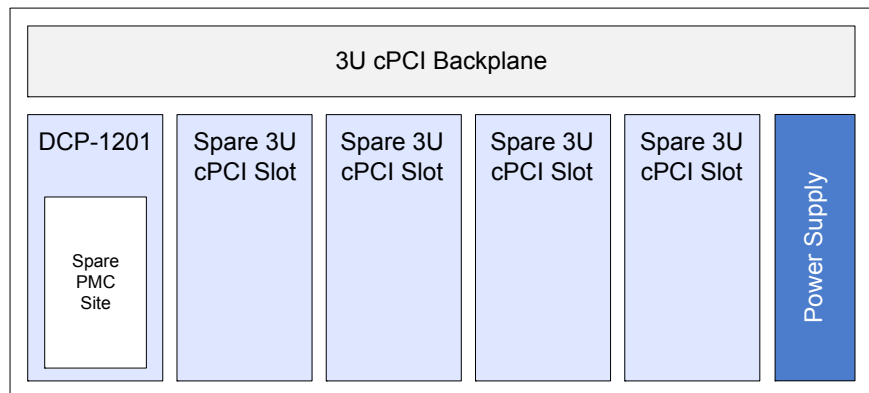 3U cPCI Backplane
DCP-1201
Spare
PMC
Site
Spare 3U
cPCI Slot
Spare 3U
cPCI Slot
Spare 3U
cPCI Slot
Spare 3U
cPCI Slot
Power Supply